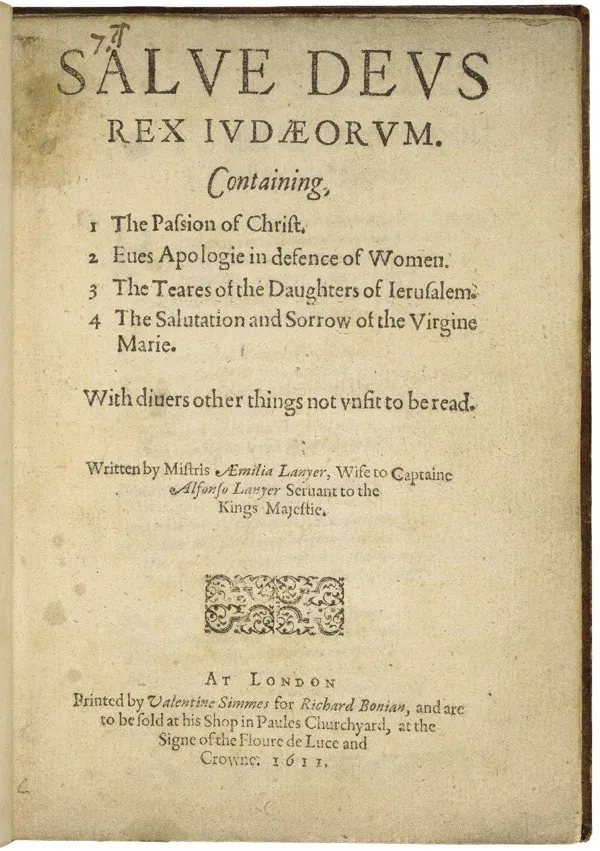 SALVE DEVS
REX IVDÆORVM.
Containing,
1 The Paſsion of Chriſt.
2 Eues Apologie in defence of Women.
3 The Teares of the Daughters of Ieruſalem.
4 The Salutation and Sorrow of the Virgine
Marie.
With diuers other things not vnfit to be read.
Written by Miſtris Æmilia Lanyer, Wife to Captaine
Alfonſo Lanyer Seruant to the
Kings Majeſtie.
AT LONDON
Printed by Valentine Simmes for Richard Bonian, and are
to be ſold at his Shop in Paules Churchyard, at the
Signe of the Floure de Luce and
Crowne. 1611.